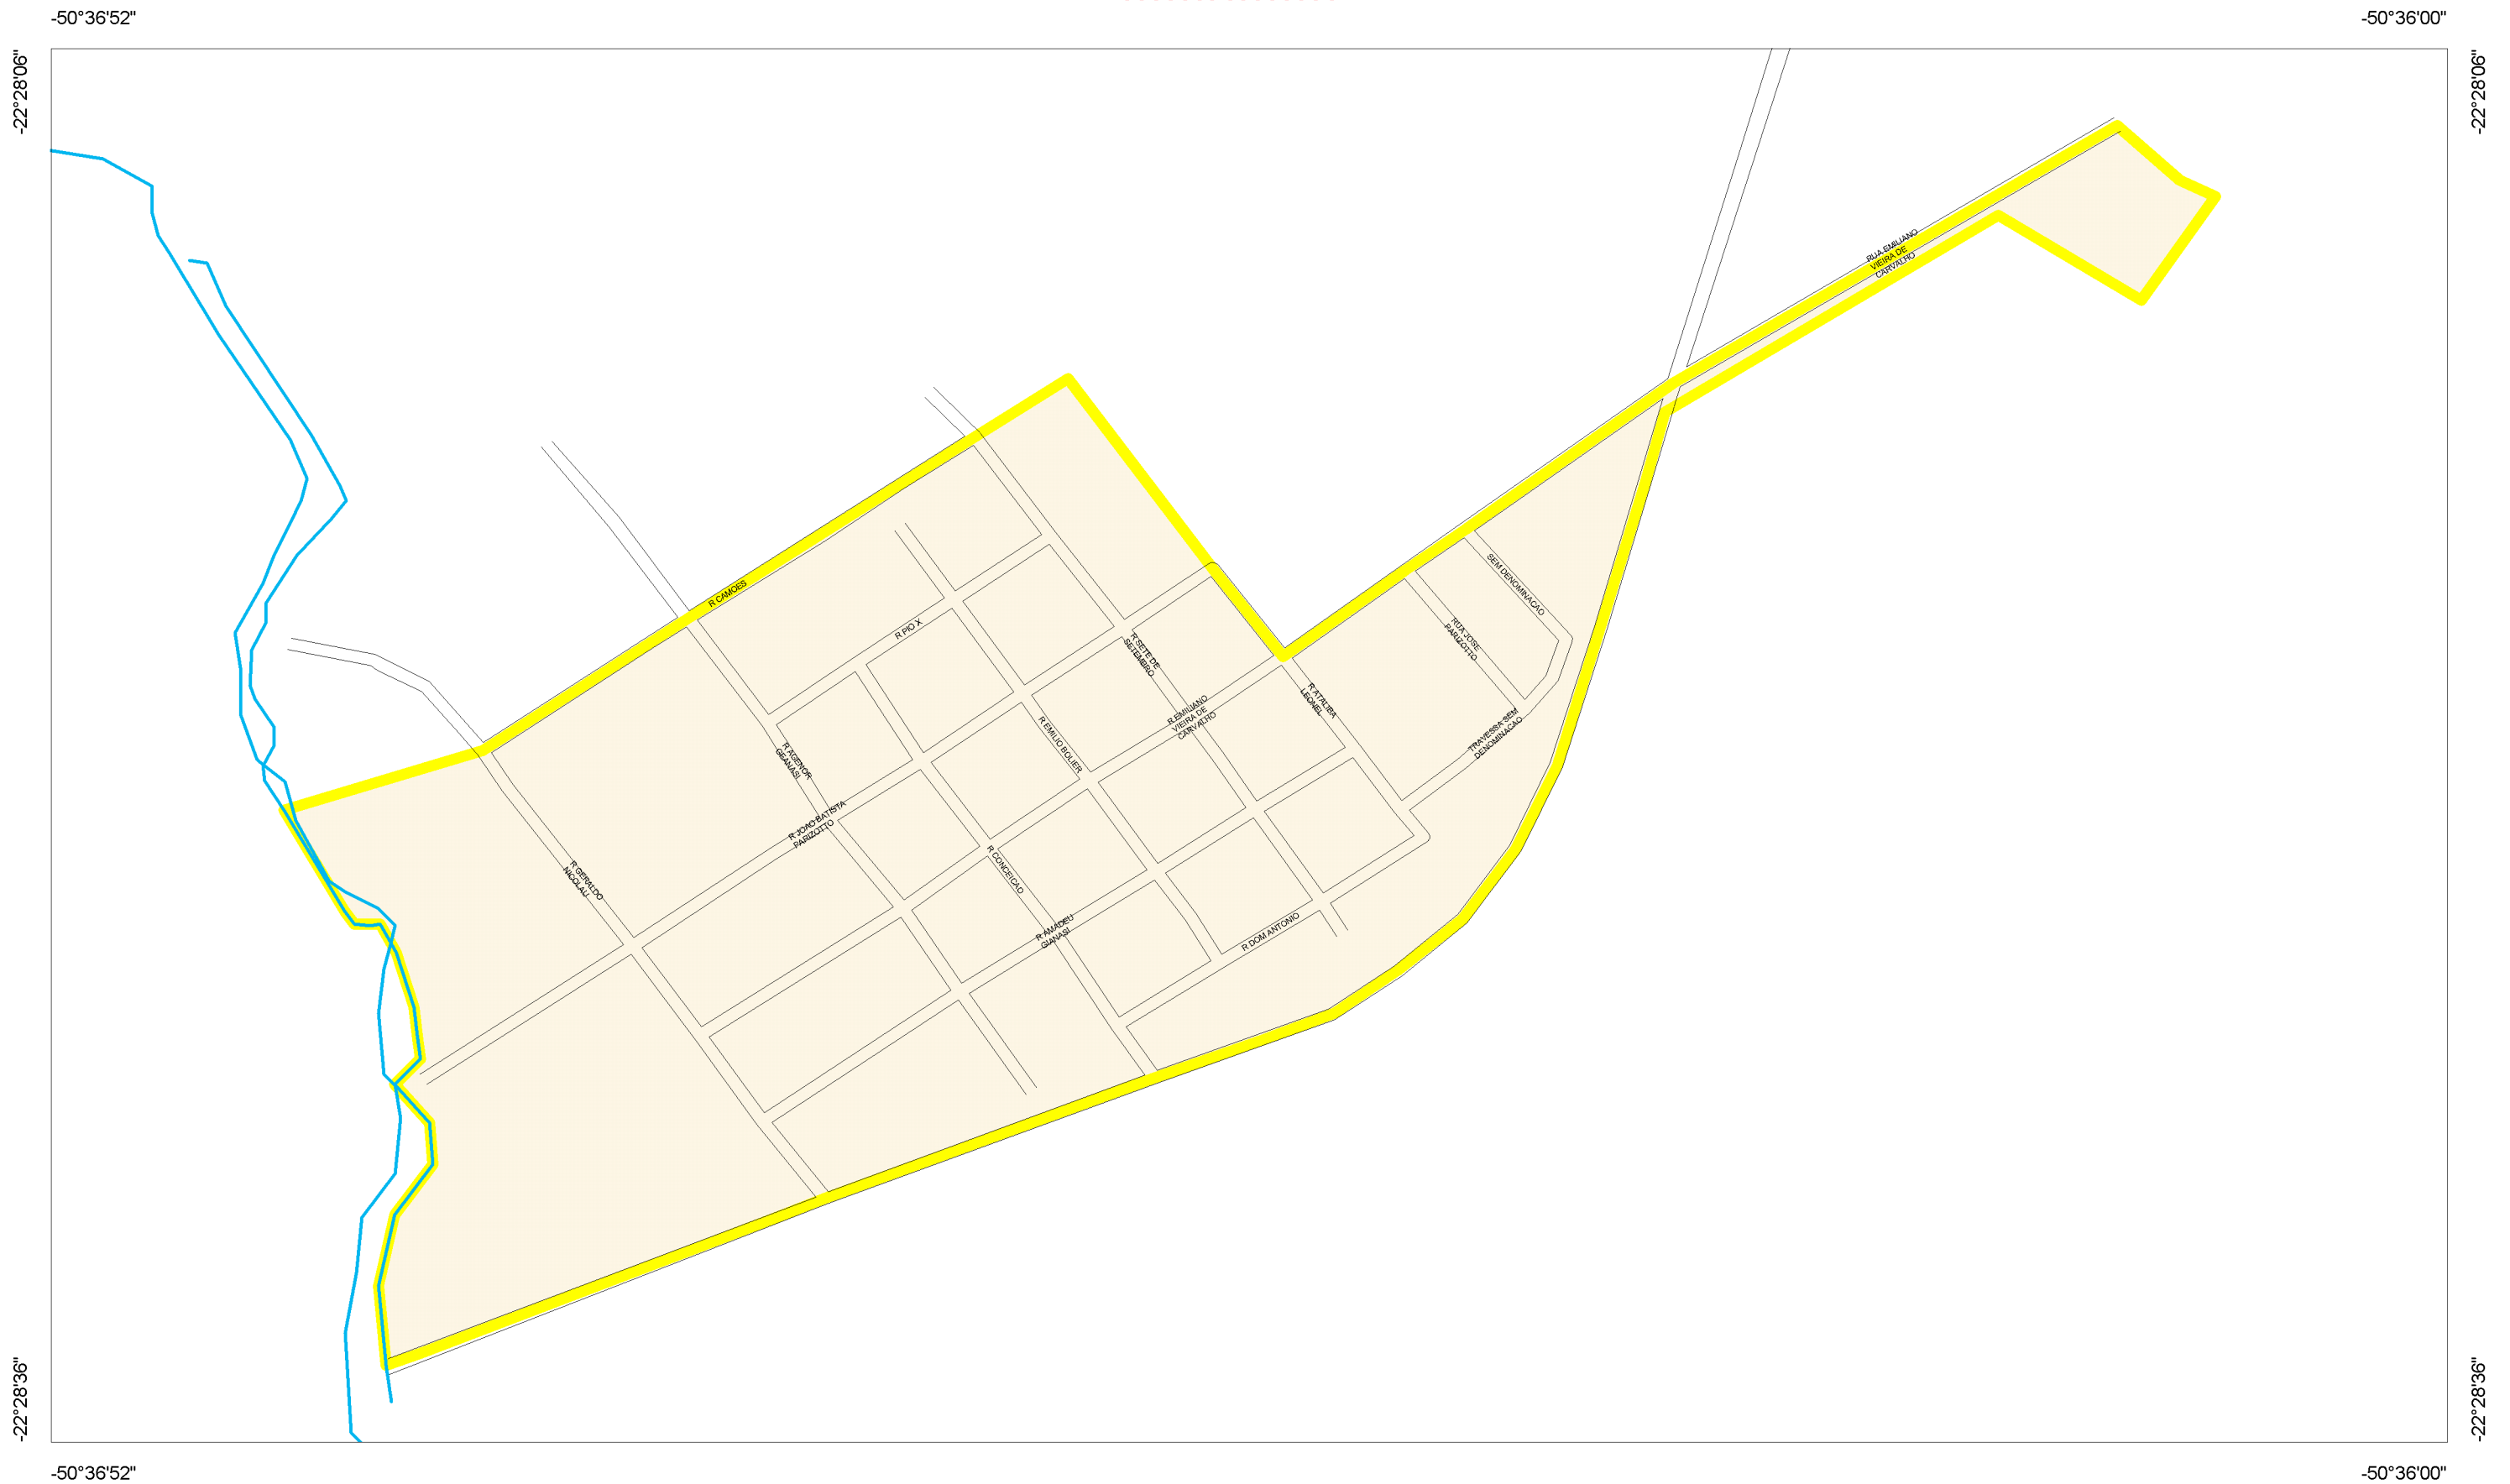 -50°36'52"
-50°36'00"
-22°28'06"
-22°28'06"
RUA EMILIANO
VIEIRA DE
CARVALHO
SEM DENOMINACAO
R CAMOES
RUA JOSE
PARIZOTTO
R PIO X
R SETE DE
SETEMBRO
R ATALIBA
LEONEL
R EMILIANO
VIEIRA DE
CARVALHO
TRAVESSA SEM
DENOMINACAO
R EMILIO BOLIER
R AGENOR
GIANASI
R JOAO BATISTA
PARIZOTTO
R CONCEICAO
R GERALDO
NICOLAU
R AMADEU
GIANASI
R DOM ANTONIO
-22°28'36"
-22°28'36"
-50°36'52"
-50°36'00"